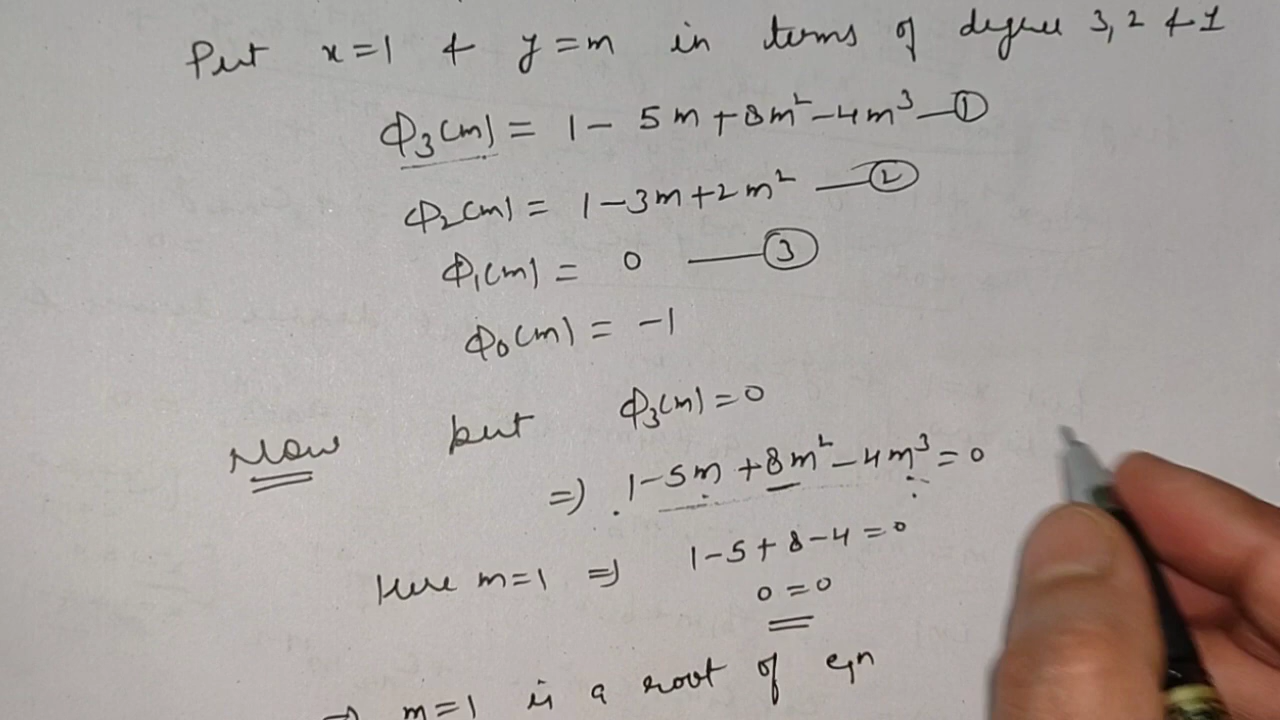 Put x=1 & y=m in terms of degree 3,2 & 1
Φ₃(m) = 1 - 5m + 8m² - 4m³ — ①
Φ₂(m) = 1 - 3m + 2m² — ②
Φ₁(m) = 0 — ③
Φ₀(m) = -1
Now put Φ₃(m) = 0
=) 1 - 5m + 8m² - 4m³ = 0
Here m=1 =) 1 - 5 + 8 - 4 = 0
0 = 0
=) m=1 is a root of eqn